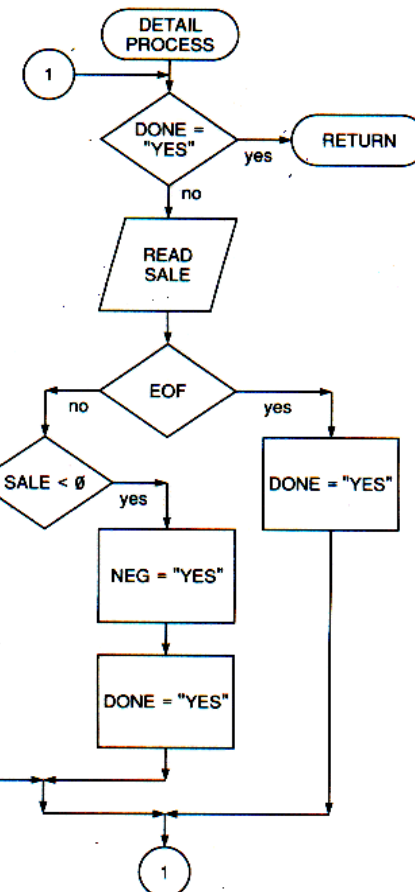 DETAIL
PROCESS
1
DONE =
"YES"
yes
RETURN
no
READ
SALE
EOF
no
yes
SALE < Ø
yes
DONE = "YES"
NEG = "YES"
DONE = "YES"
1